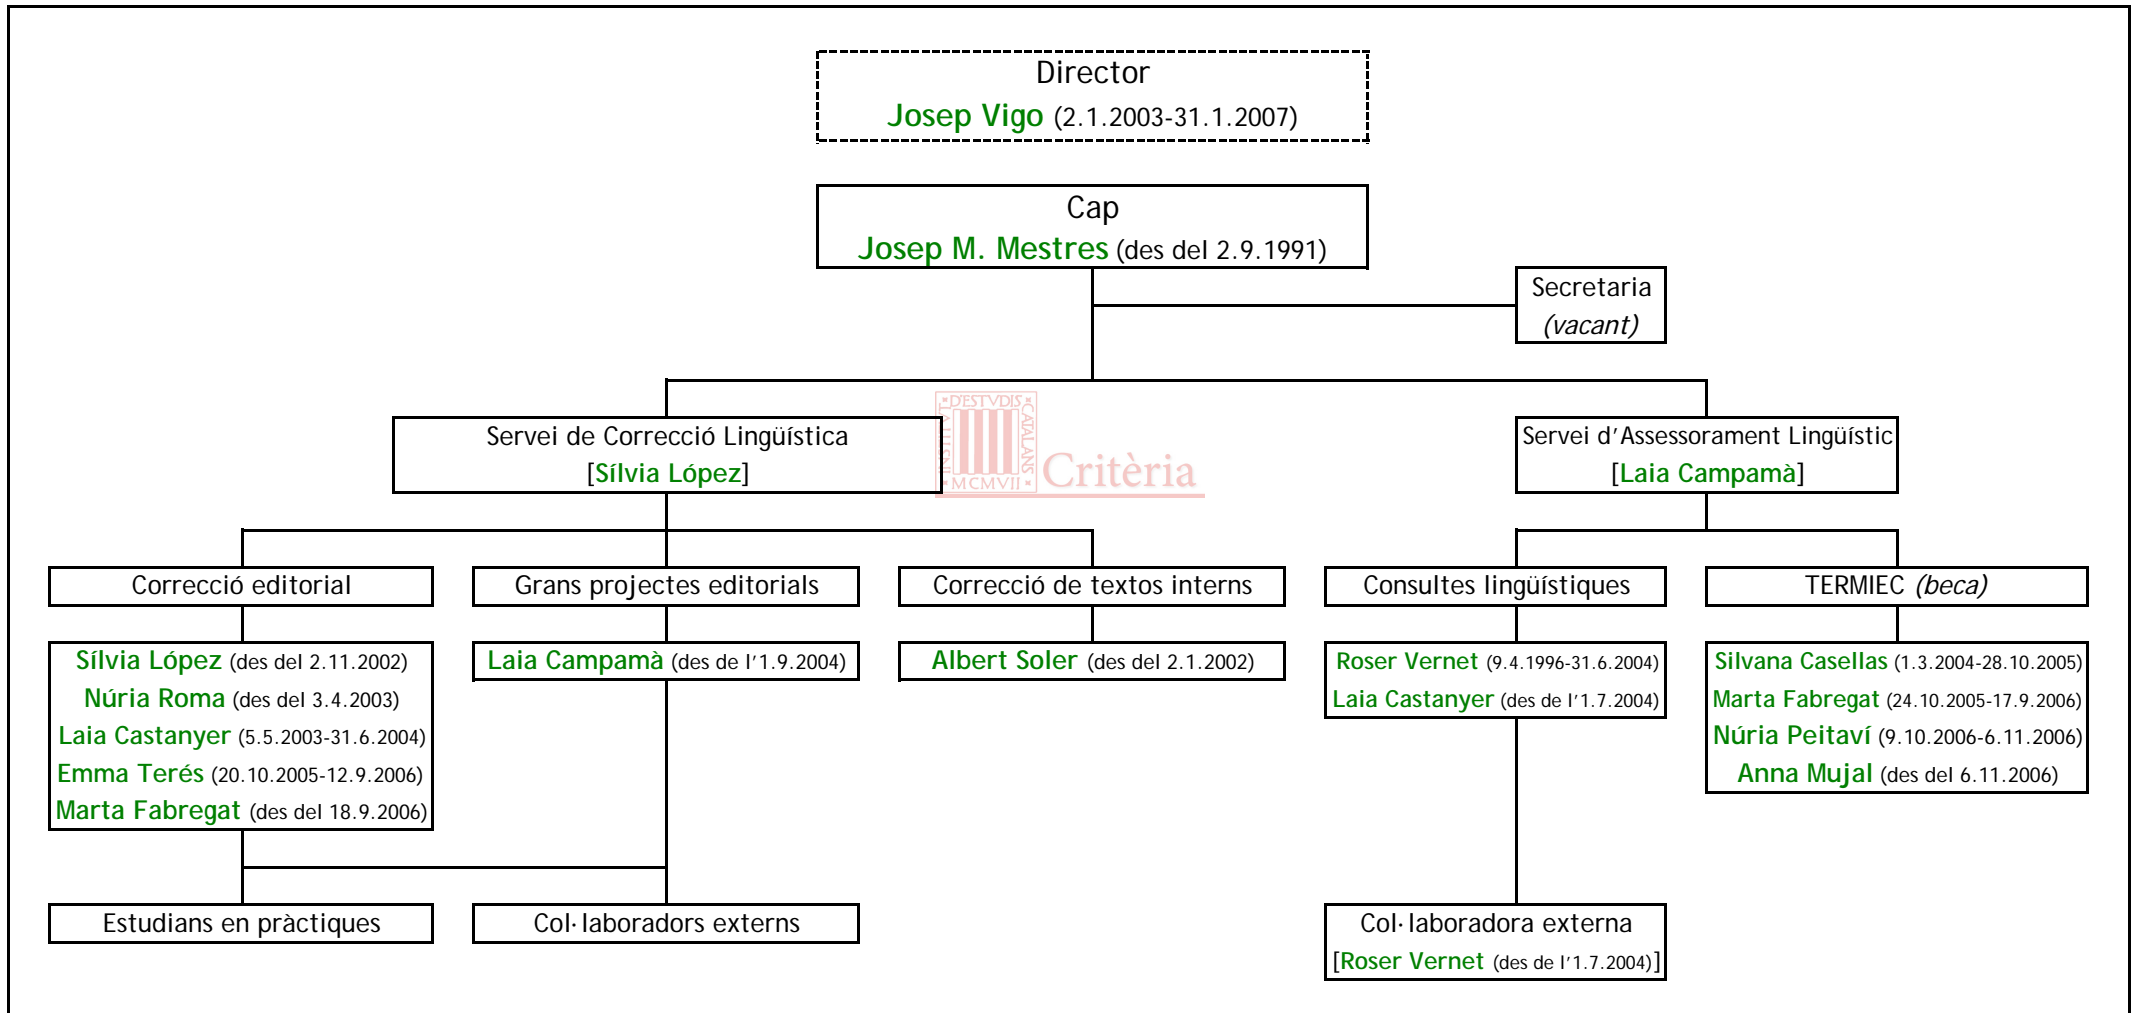 Director
Josep Vigo (2.1.2003-31.1.2007)
Cap
Josep M. Mestres (des del 2.9.1991)
Secretaria
(vacant)
INSTITVT D'ESTVDIS CATALANS MCMVII
Critèria
Servei de Correcció Lingüística
[Sílvia López]
Servei d'Assessorament Lingüístic
[Laia Campamà]
Correcció editorial
Grans projectes editorials
Correcció de textos interns
Consultes lingüístiques
TERMIEC (beca)
Sílvia López (des del 2.11.2002)
Núria Roma (des del 3.4.2003)
Laia Castanyer (5.5.2003-31.6.2004)
Emma Terés (20.10.2005-12.9.2006)
Marta Fabregat (des del 18.9.2006)
Laia Campamà (des de l'1.9.2004)
Albert Soler (des del 2.1.2002)
Roser Vernet (9.4.1996-31.6.2004)
Laia Castanyer (des de l'1.7.2004)
Silvana Casellas (1.3.2004-28.10.2005)
Marta Fabregat (24.10.2005-17.9.2006)
Núria Peitaví (9.10.2006-6.11.2006)
Anna Mujal (des del 6.11.2006)
Estudians en pràctiques
Col·laboradors externs
Col·laboradora externa
[Roser Vernet (des de l'1.7.2004)]